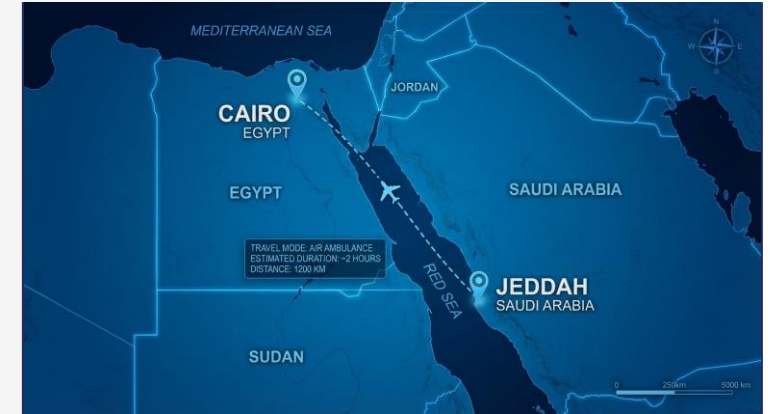 MEDITERRANEAN SEA
N
W E
S
JORDAN
CAIRO
EGYPT
EGYPT
SAUDI ARABIA
TRAVEL MODE: AIR AMBULANCE
ESTIMATED DURATION: ~2 HOURS
DISTANCE: 1200 KM
RED SEA
JEDDAH
SAUDI ARABIA
SUDAN
0 250km 5000 km